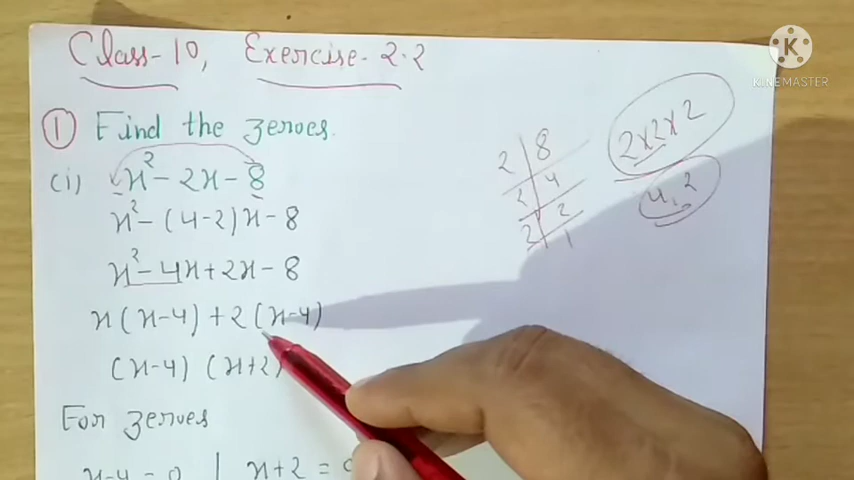 Class-10, Exercise-2.2
① Find the zeroes.
(i) x² - 2x - 8
x² - (4-2)x - 8
x² - 4x + 2x - 8
x(x-4) + 2(x-4)
(x-4) (x+2)
For zeroes
x-4 = 0 | x+2 =
2 | 8
2 | 4
2 | 2
1
2x2x2
4, 2
K
KINEMASTER